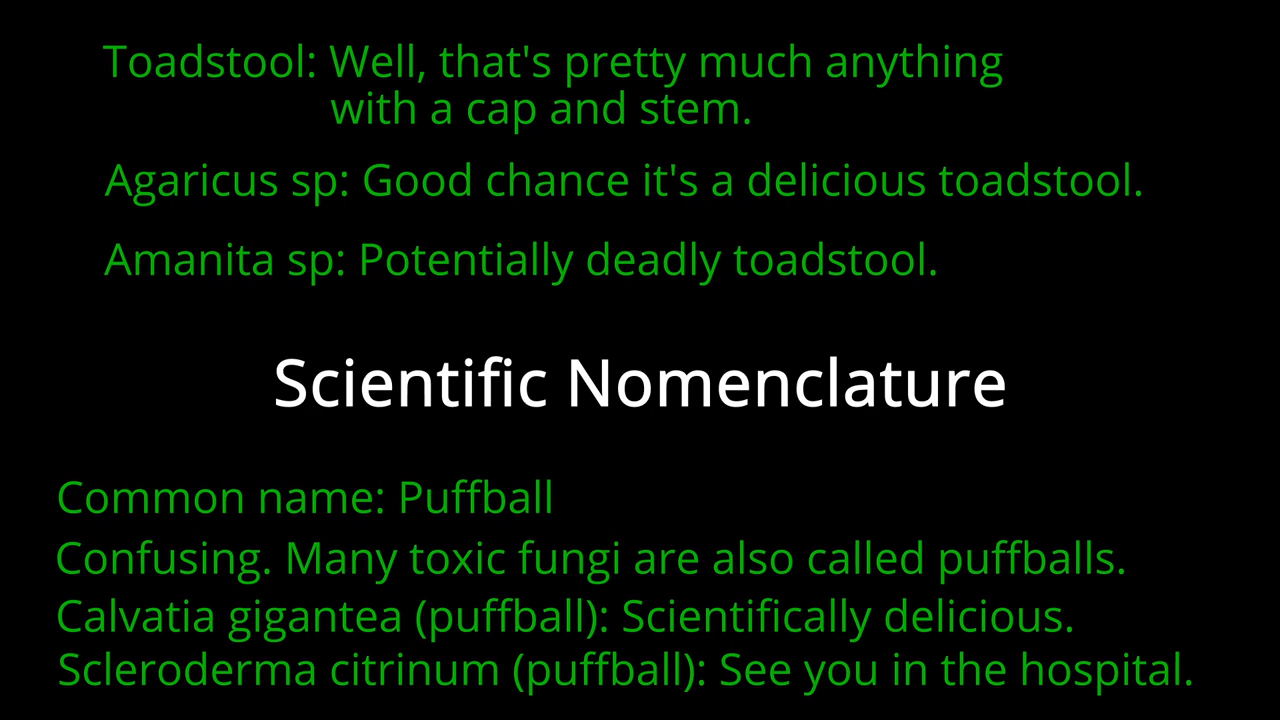 Toadstool: Well, that's pretty much anything
with a cap and stem.
Agaricus sp: Good chance it's a delicious toadstool.
Amanita sp: Potentially deadly toadstool.
Scientific Nomenclature
Common name: Puffball
Confusing. Many toxic fungi are also called puffballs.
Calvatia gigantea (puffball): Scientifically delicious.
Scleroderma citrinum (puffball): See you in the hospital.